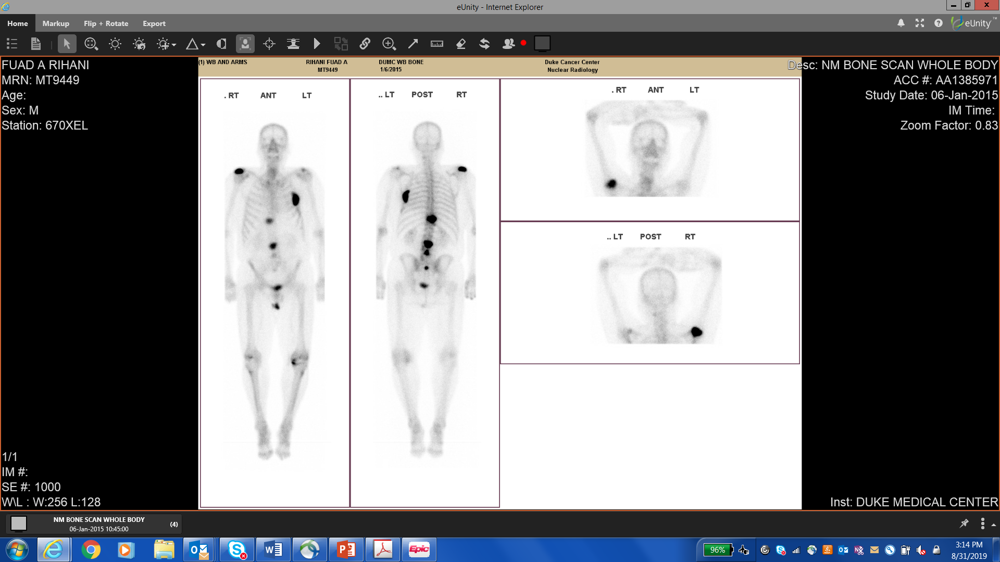 eUnity - Internet Explorer
Home Markup Flip + Rotate Export
eUnity™
FUAD A RIHANI
MRN: MT9449
Age:
Sex: M
Station: 670XEL
(1) WB AND ARMS RIHANI FUAD A DUMC WB BONE Duke Cancer Center
MT9449 1/6/2015 Nuclear Radiology
Desc: NM BONE SCAN WHOLE BODY
ACC #: AA1385971
Study Date: 06-Jan-2015
IM Time:
Zoom Factor: 0.83
. RT ANT LT
.. LT POST RT
. RT ANT LT
.. LT POST RT
1/1
IM #:
SE #: 1000
W\L : W:256 L:128
Inst: DUKE MEDICAL CENTER
NM BONE SCAN WHOLE BODY (4)
06-Jan-2015 10:45:00
Epic
96%
3:14 PM
8/31/2019